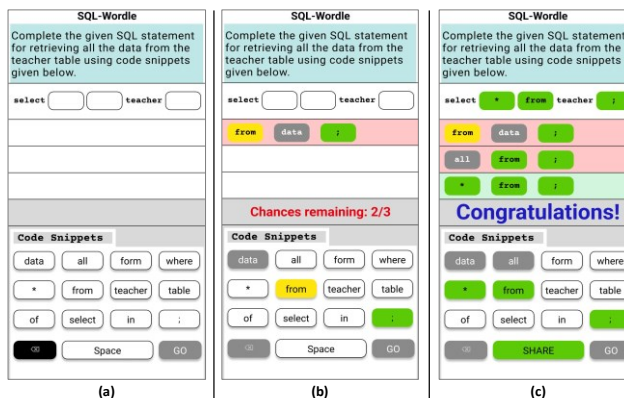 SQL-Wordle
Complete the given SQL statement
for retrieving all the data from the
teacher table using code snippets
given below.
select teacher
Code Snippets
data all form where
* from teacher table
of select in ;
⌫ Space GO
(a)
SQL-Wordle
Complete the given SQL statement
for retrieving all the data from the
teacher table using code snippets
given below.
select teacher
from data ;
Chances remaining: 2/3
Code Snippets
data all form where
* from teacher table
of select in ;
⌫ Space GO
(b)
SQL-Wordle
Complete the given SQL statement
for retrieving all the data from the
teacher table using code snippets
given below.
select * from teacher ;
from data ;
all from ;
* from ;
Congratulations!
Code Snippets
data all form where
* from teacher table
of select in ;
⌫ SHARE GO
(c)